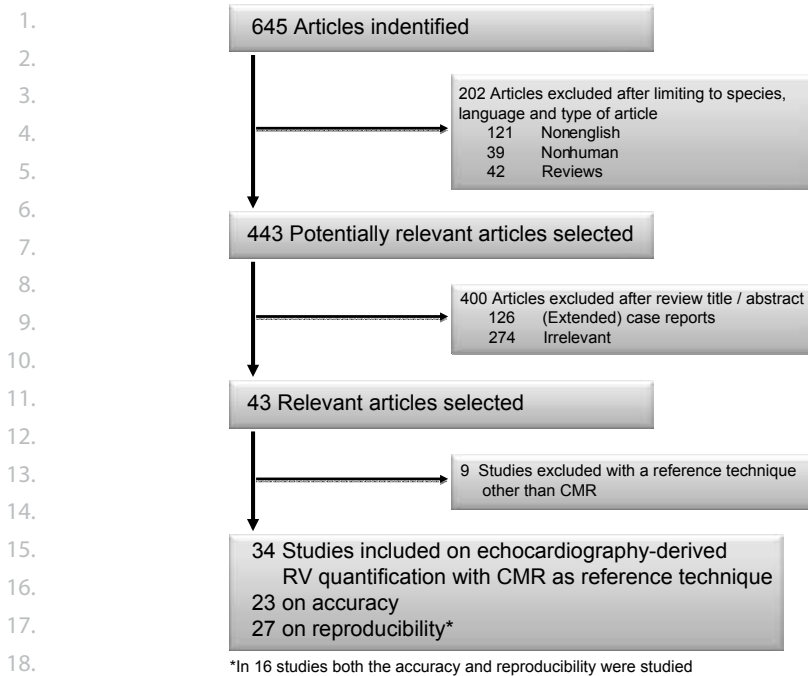 1.
645 Articles indentified
2.
3.
202 Articles excluded after limiting to species,
language and type of article
4.
121 Nonenglish
39 Nonhuman
5.
42 Reviews
6.
7.
443 Potentially relevant articles selected
8.
400 Articles excluded after review title / abstract
9.
126 (Extended) case reports
274 Irrelevant
10.
11.
43 Relevant articles selected
12.
13.
9 Studies excluded with a reference technique
other than CMR
14.
15.
34 Studies included on echocardiography-derived
RV quantification with CMR as reference technique
16.
23 on accuracy
17.
27 on reproducibility*
18.
*In 16 studies both the accuracy and reproducibility were studied